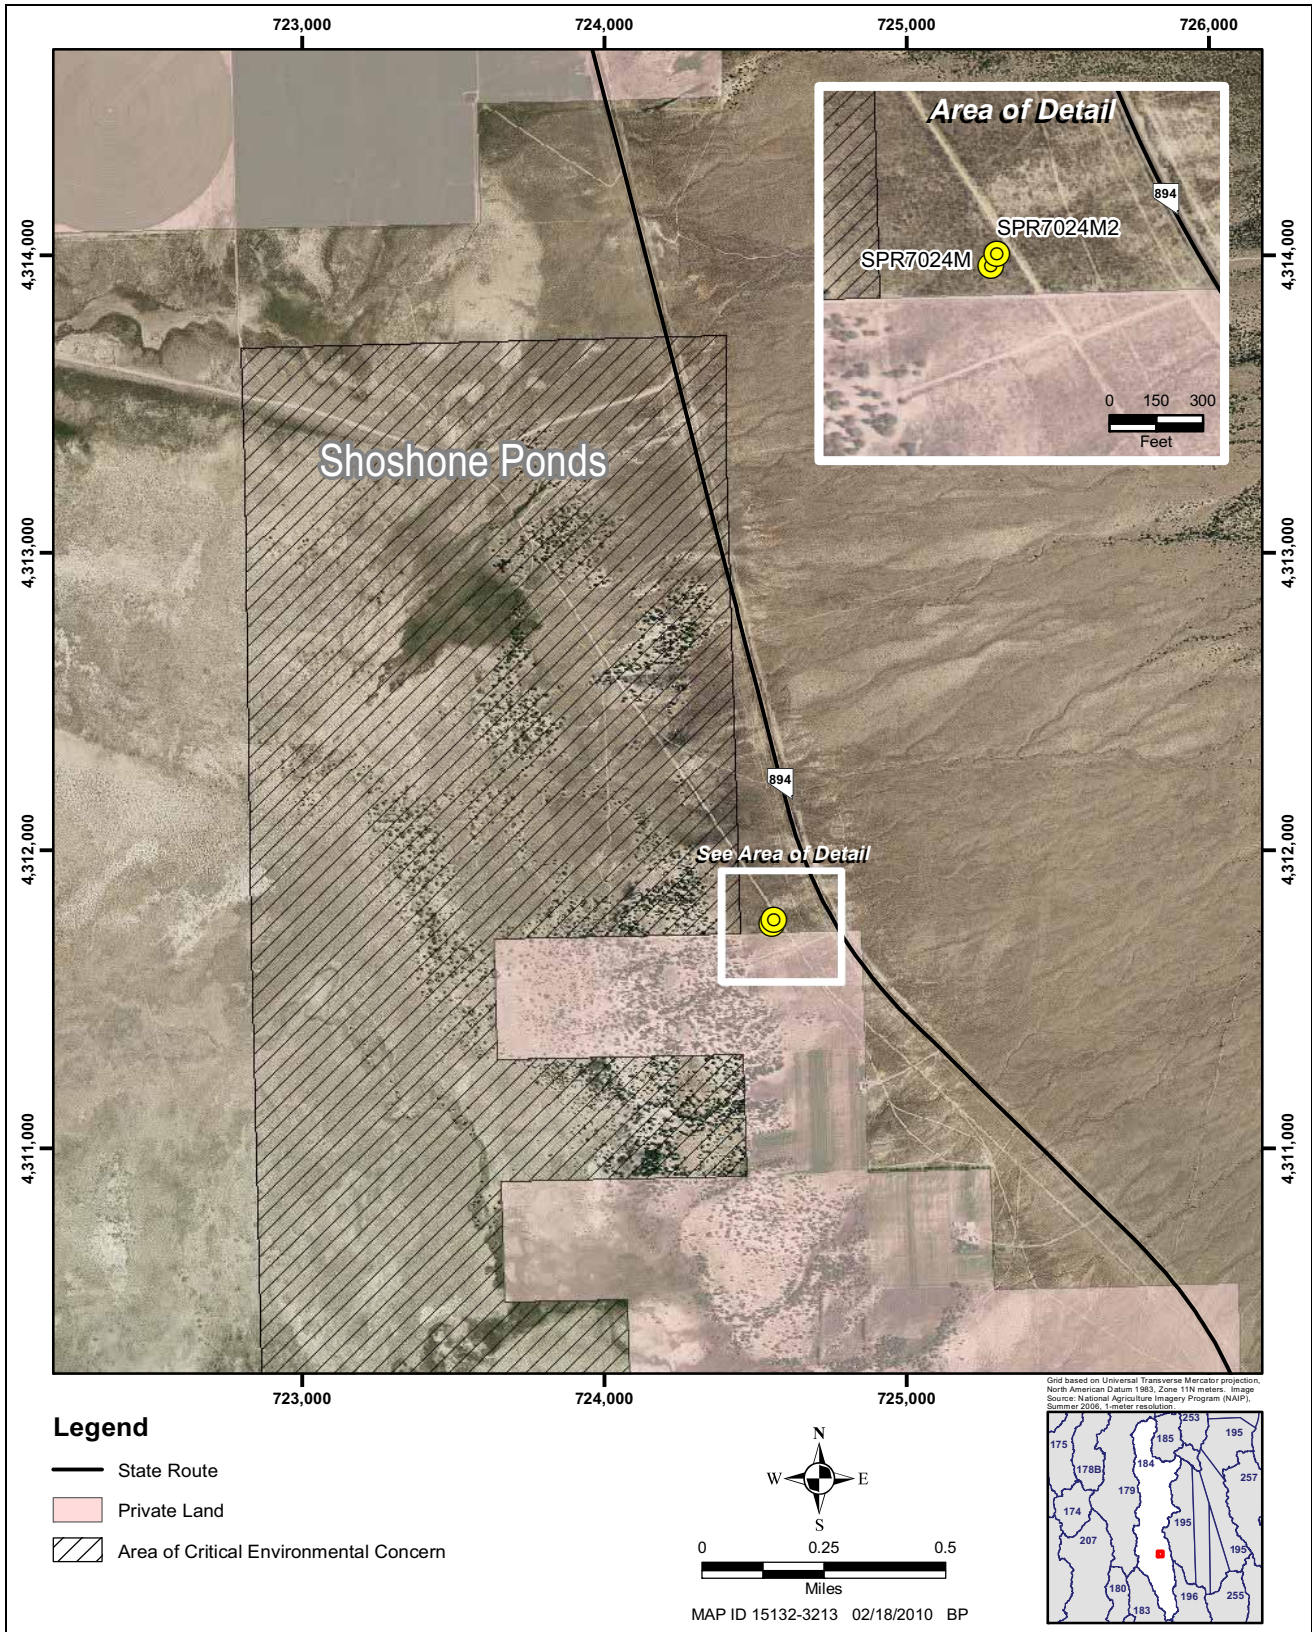 723,000
724,000
725,000
726,000
Area of Detail
894
SPR7024M2
SPR7024M
0 150 300
Feet
4,314,000
4,314,000
Shoshone Ponds
4,313,000
4,313,000
894
4,312,000
See Area of Detail
4,312,000
4,311,000
4,311,000
723,000
724,000
725,000
Grid based on Universal Transverse Mercator projection,
North American Datum 1983, Zone 11N meters. Image
Source: National Agriculture Imagery Program (NAIP),
Summer 2006, 1-meter resolution.
Legend
State Route
Private Land
Area of Critical Environmental Concern
N
W E
S
0 0.25 0.5
Miles
MAP ID 15132-3213 02/18/2010 BP
253
175
185
195
178B
184
257
179
174
195
207
195
180
196
255
183